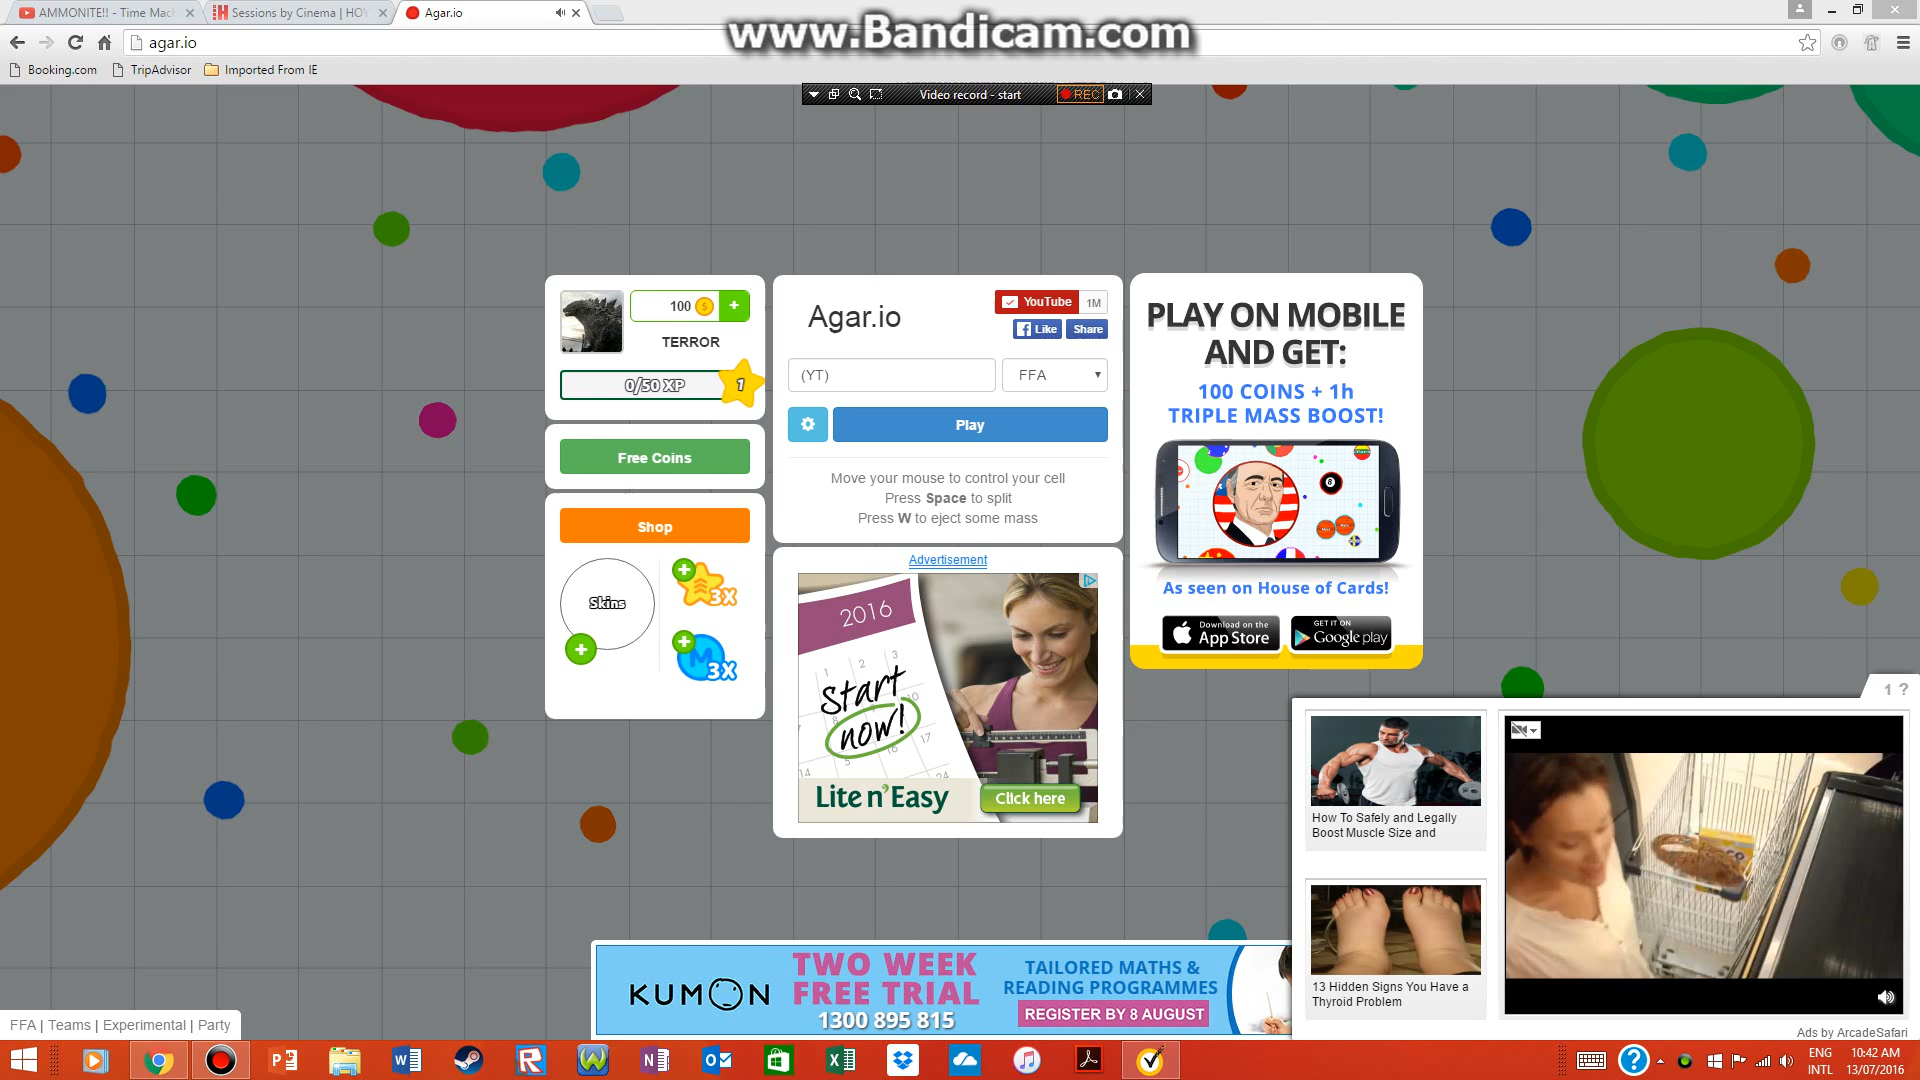 AMMONITE!! - Time Mac
Sessions by Cinema | HO
Agar.io
www.Bandicam.com
agar.io
Booking.com
TripAdvisor
Imported From IE
Video record - start
REC
100
TERROR
0/50 XP
1
Free Coins
Shop
Skins
3X
3X
Agar.io
YouTube
1M
Like
Share
(YT)
FFA
Play
Move your mouse to control your cell
Press Space to split
Press W to eject some mass
Advertisement
2016
Start
now!
Lite n'Easy
Click here
PLAY ON MOBILE
AND GET:
100 COINS + 1h
TRIPLE MASS BOOST!
8
As seen on House of Cards!
Download on the
App Store
GET IT ON
Google play
1 ?
How To Safely and Legally
Boost Muscle Size and
13 Hidden Signs You Have a
Thyroid Problem
Ads by ArcadeSafari
KUMON
TWO WEEK
FREE TRIAL
1300 895 815
TAILORED MATHS &
READING PROGRAMMES
REGISTER BY 8 AUGUST
FFA | Teams | Experimental | Party
ENG
INTL
10:42 AM
13/07/2016